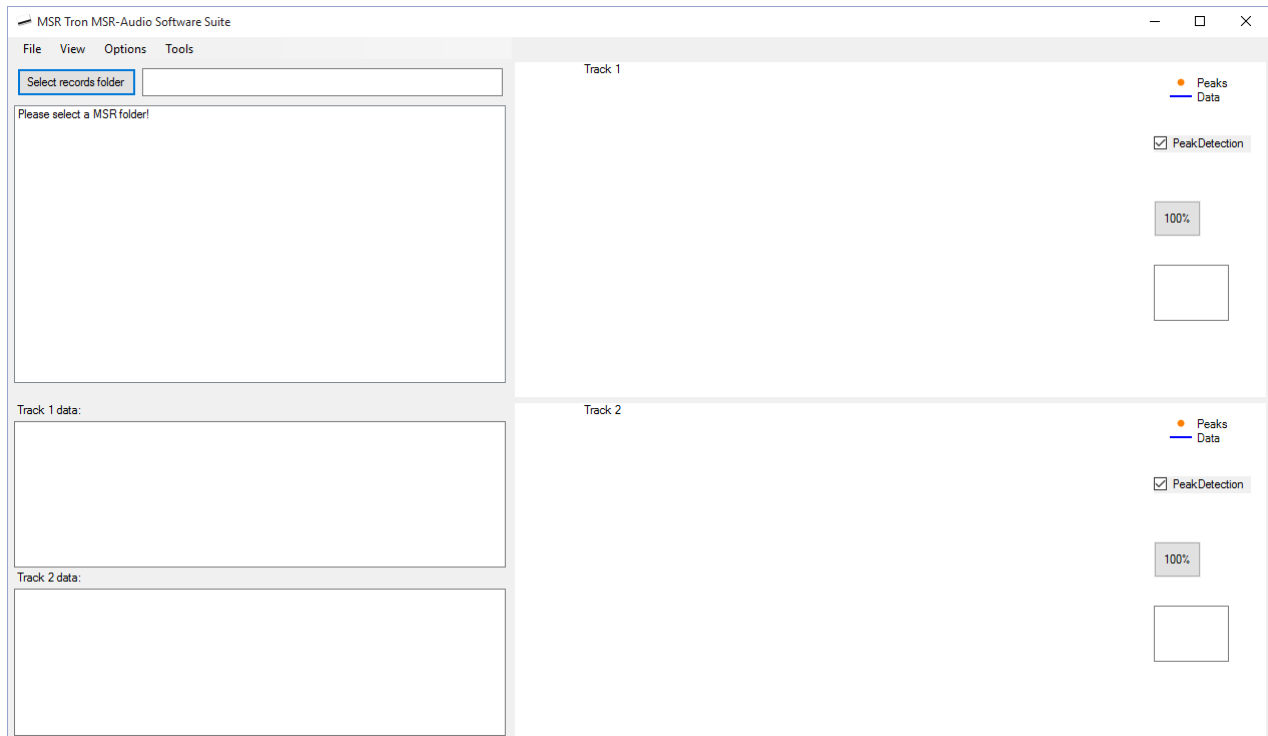 MSR Tron MSR-Audio Software Suite
File View Options Tools
Select records folder
Please select a MSR folder!
Track 1 data:
Track 2 data:
Track 1
Peaks
Data
PeakDetection
100%
Track 2
Peaks
Data
PeakDetection
100%